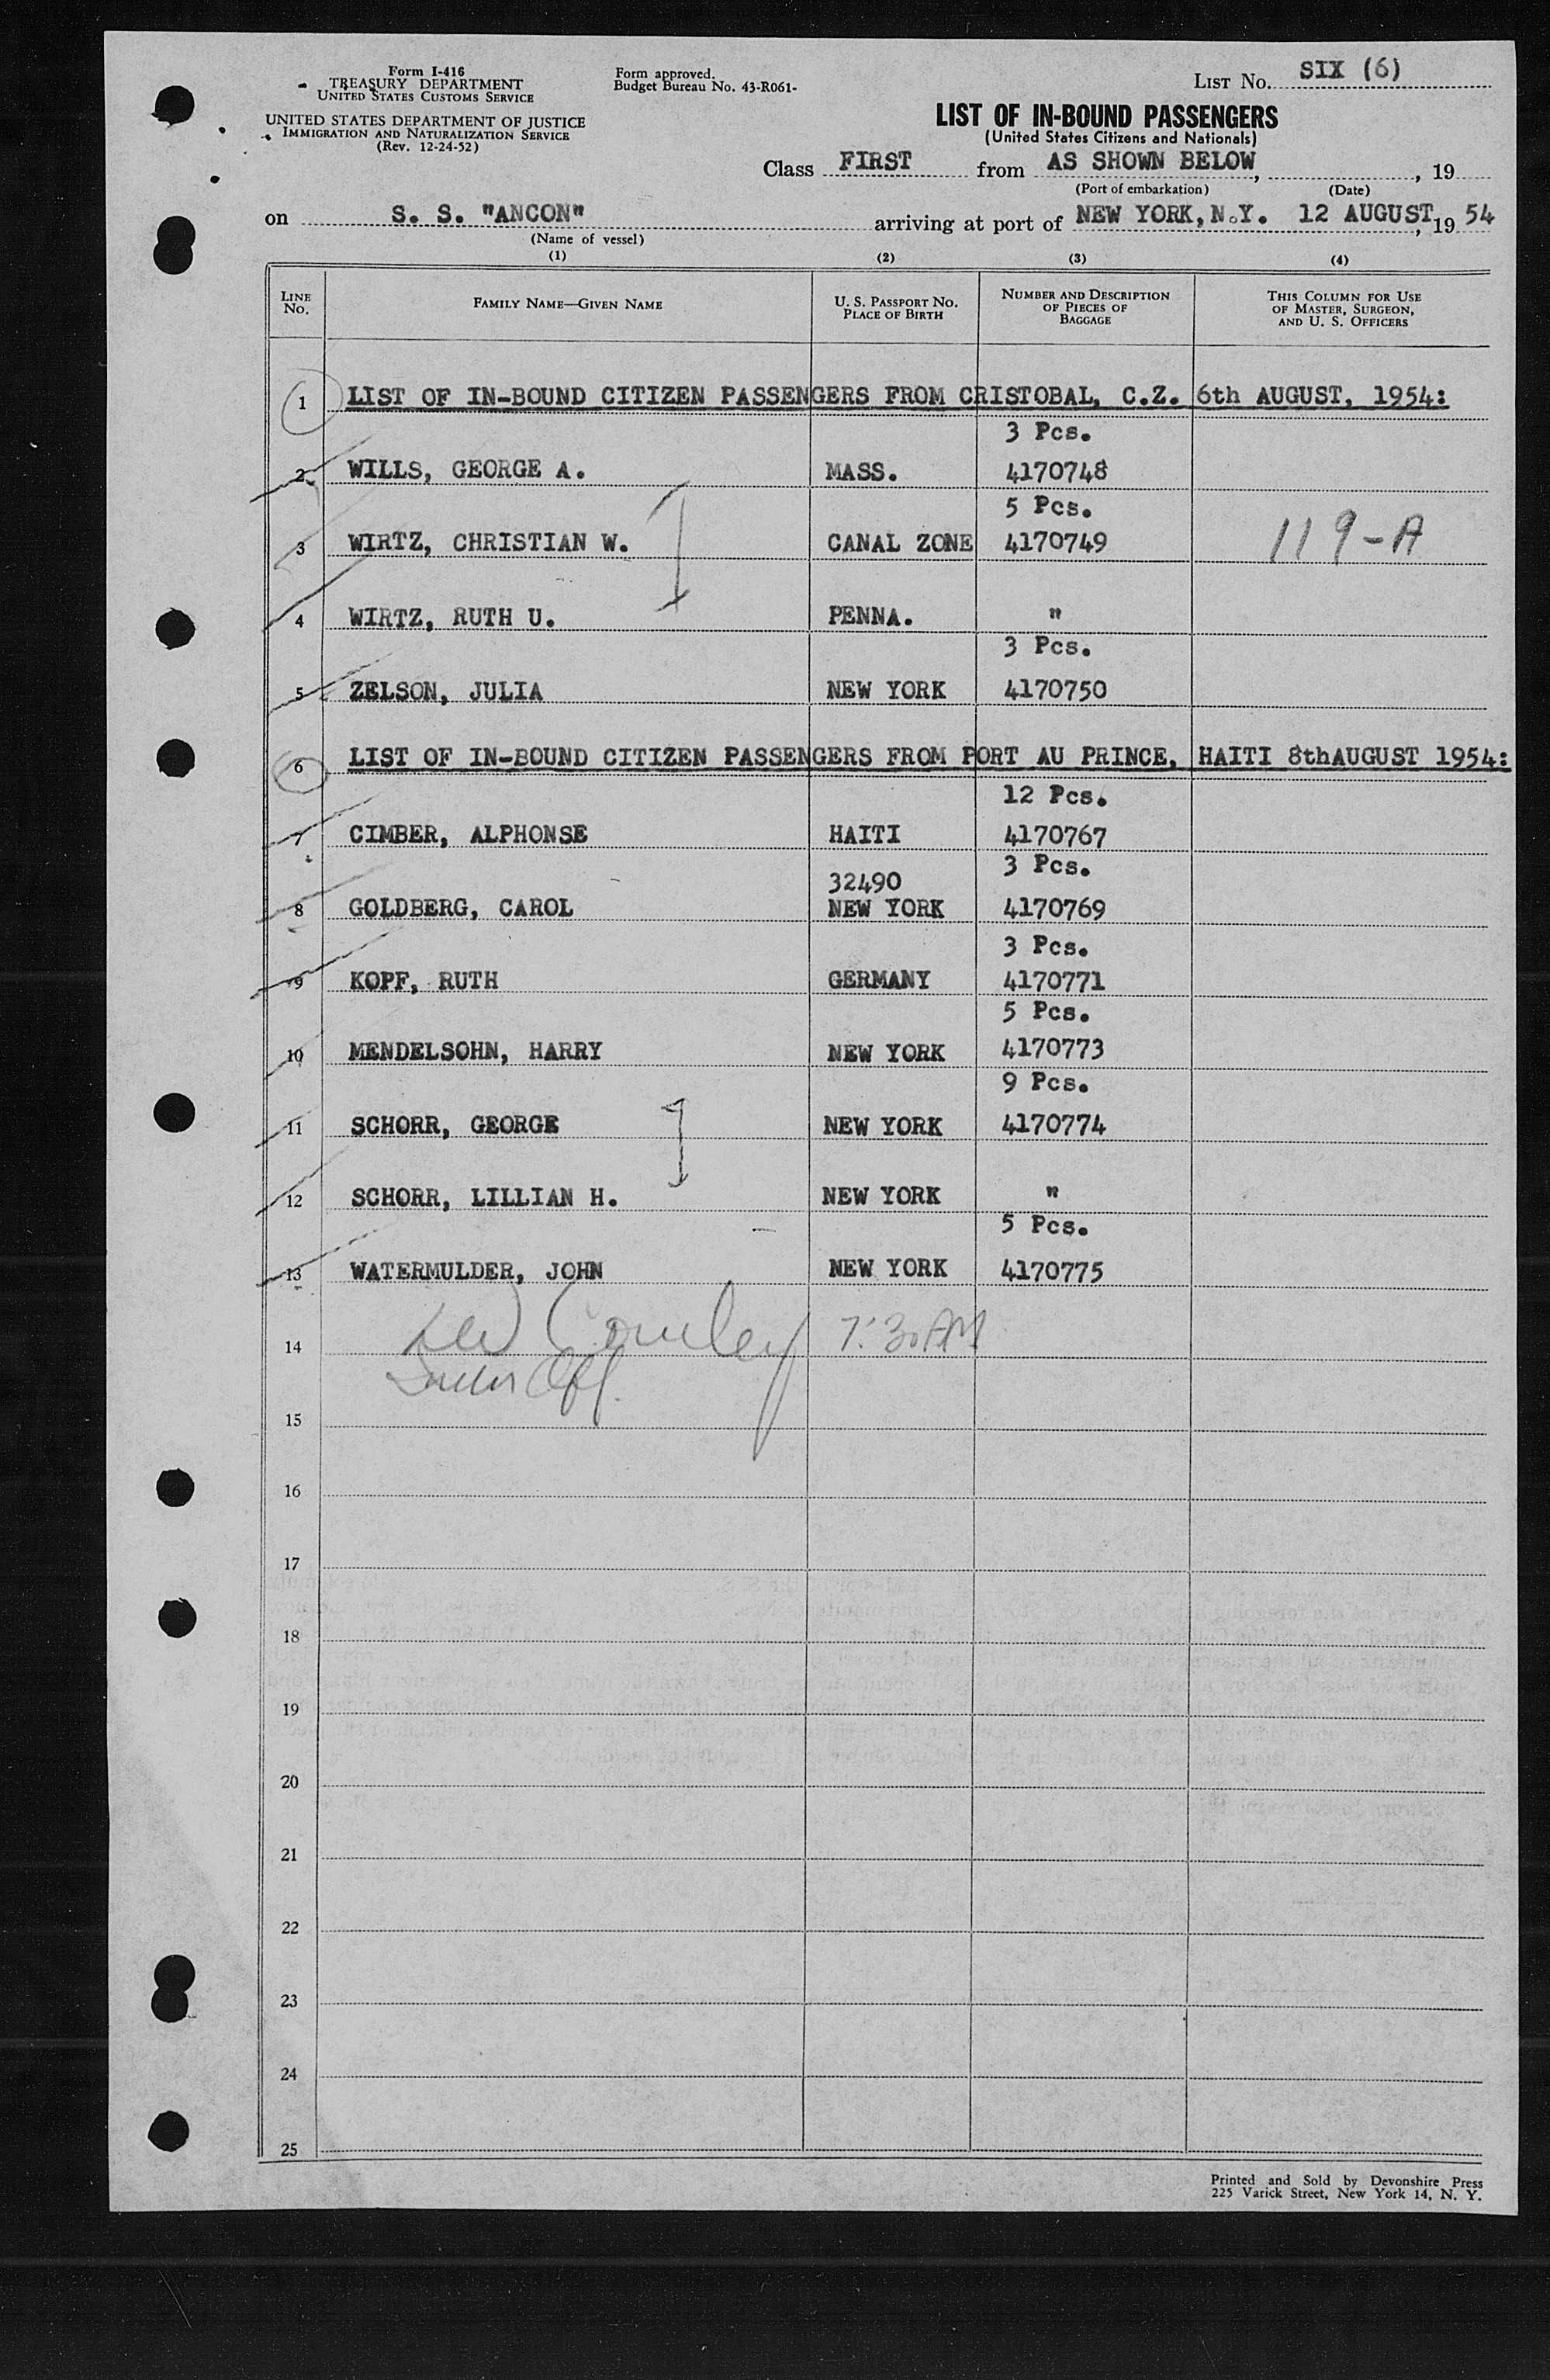 Form I-416
TREASURY DEPARTMENT
UNITED STATES CUSTOMS SERVICE
UNITED STATES DEPARTMENT OF JUSTICE
IMMIGRATION AND NATURALIZATION SERVICE
(Rev. 12-24-52)
Form approved.
Budget Bureau No. 43-R061-
LIST NO. SIX (6)
LIST OF IN-BOUND PASSENGERS
(United States Citizens and Nationals)
Class FIRST from AS SHOWN BELOW, , 19
(Port of embarkation) (Date)
on S. S. "ANCON" arriving at port of NEW YORK, N.Y. 12 AUGUST, 19 54
(Name of vessel)
(1) (2) (3) (4)
LINE NO. FAMILY NAME—GIVEN NAME U. S. PASSPORT NO. PLACE OF BIRTH NUMBER AND DESCRIPTION OF PIECES OF BAGGAGE THIS COLUMN FOR USE OF MASTER, SURGEON, AND U. S. OFFICERS
1 LIST OF IN-BOUND CITIZEN PASSENGERS FROM CRISTOBAL, C.Z. 6th AUGUST, 1954:
3 Pcs.
2 WILLS, GEORGE A. MASS. 4170748
5 Pcs.
3 WIRTZ, CHRISTIAN W. CANAL ZONE 4170749 119-A
4 WIRTZ, RUTH U. PENNA. "
3 Pcs.
5 ZELSON, JULIA NEW YORK 4170750
6 LIST OF IN-BOUND CITIZEN PASSENGERS FROM PORT AU PRINCE, HAITI 8thAUGUST 1954:
12 Pcs.
7 CIMBER, ALPHONSE HAITI 4170767
32490 3 Pcs.
8 GOLDBERG, CAROL NEW YORK 4170769
3 Pcs.
9 KOPF, RUTH GERMANY 4170771
5 Pcs.
10 MENDELSOHN, HARRY NEW YORK 4170773
9 Pcs.
11 SCHORR, GEORGE NEW YORK 4170774
12 SCHORR, LILLIAN H. NEW YORK "
5 Pcs.
13 WATERMULDER, JOHN NEW YORK 4170775
14 7:30 AM
15
16
17
18
19
20
21
22
23
24
25
Printed and Sold by Devonshire Press
225 Varick Street, New York 14, N. Y.